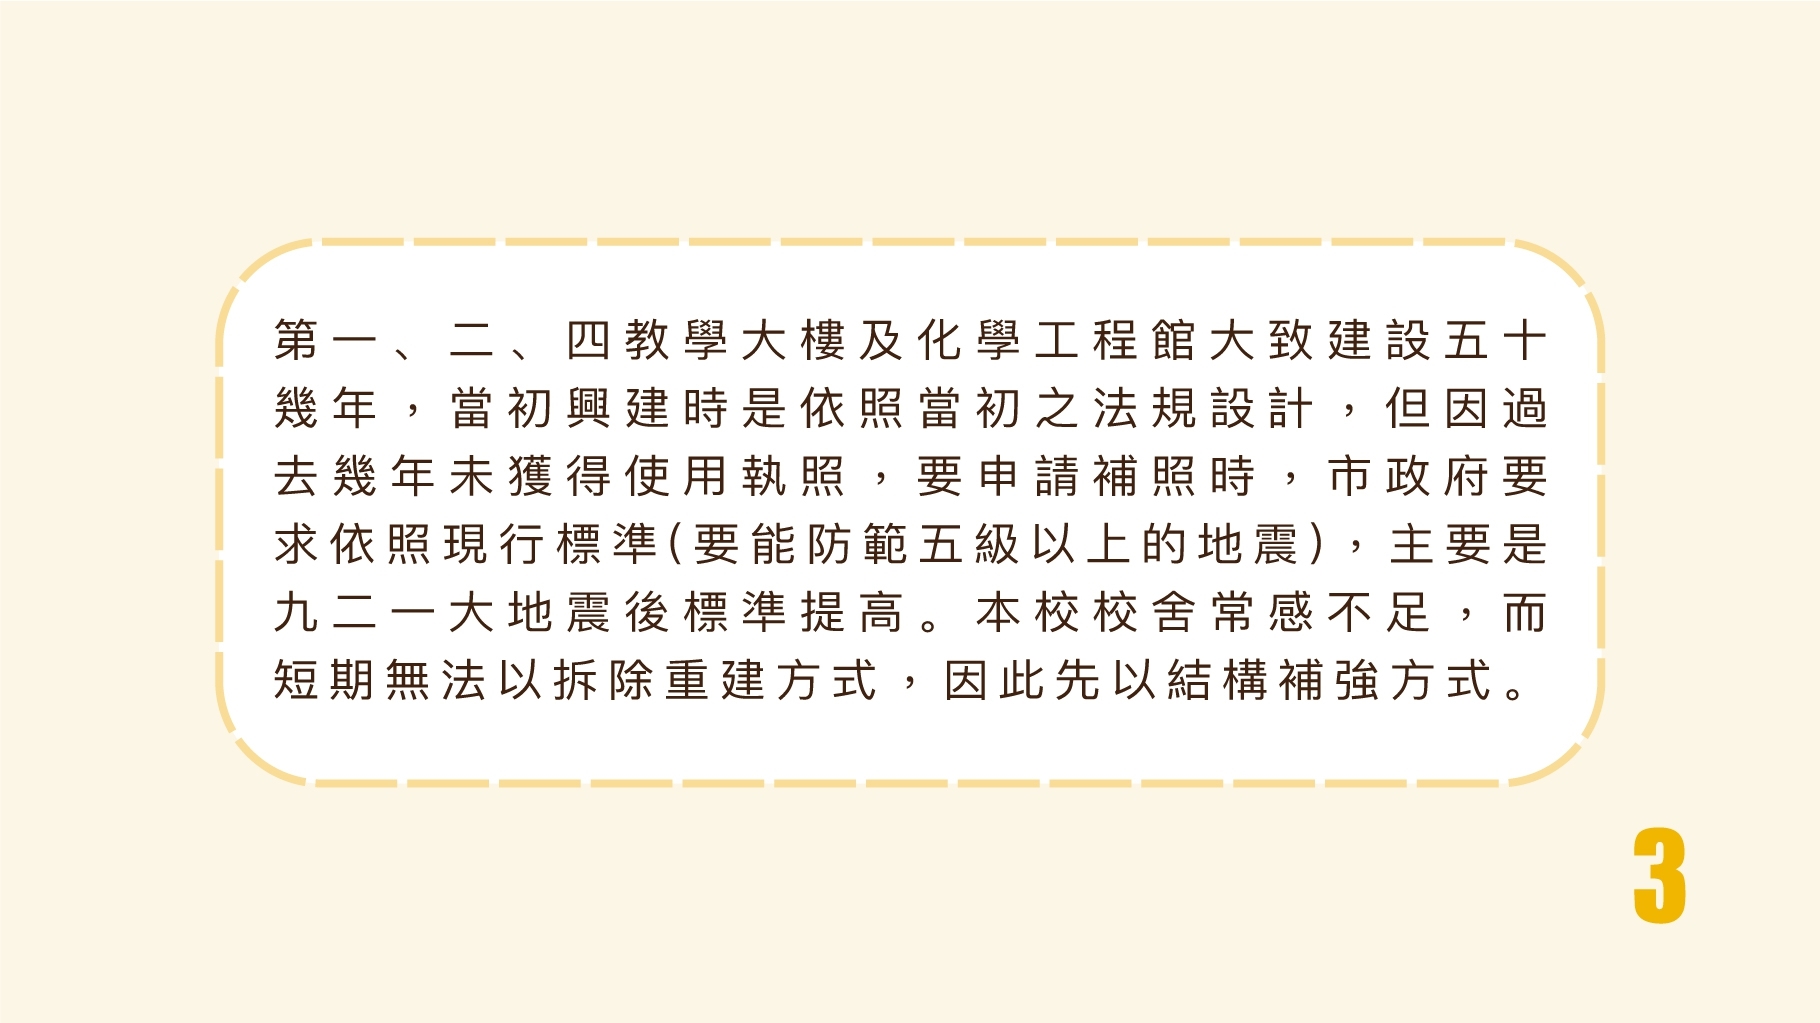 第一、二、四教學大樓及化學工程館大致建設五十
幾年，當初興建時是依照當初之法規設計，但因過
去幾年未獲得使用執照，要申請補照時，市政府要
求依照現行標準(要能防範五級以上的地震)，主要是
九二一大地震後標準提高。本校校舍常感不足，而
短期無法以拆除重建方式，因此先以結構補強方式。
3